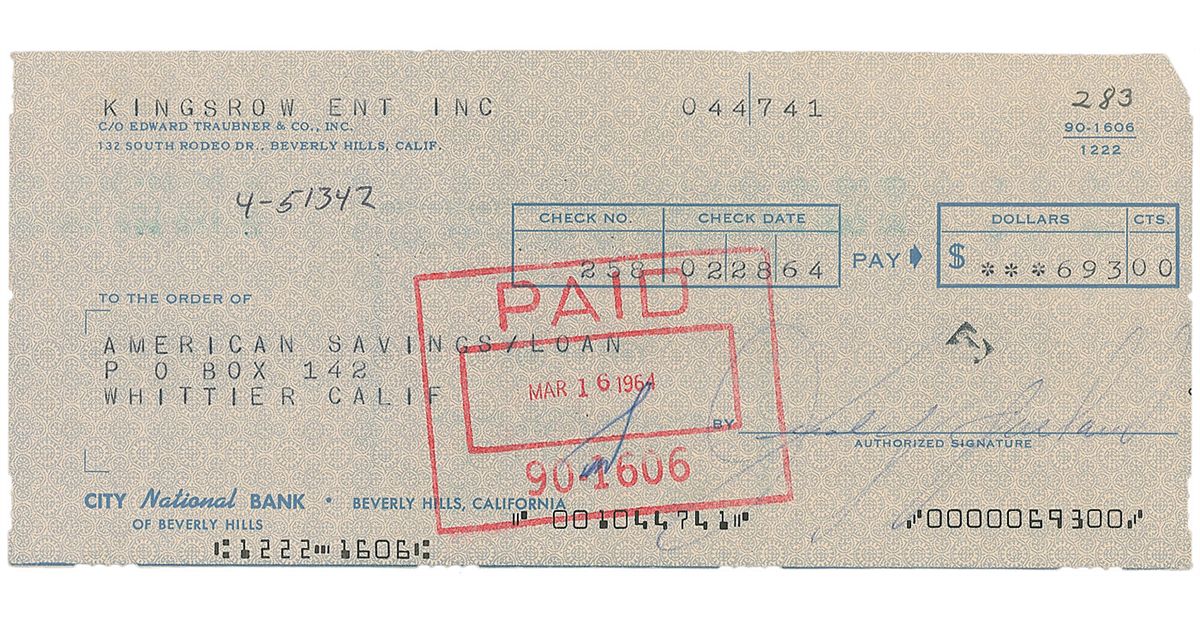 KINGSROW ENT INC
044741
283
C/O EDWARD TRAUBNER & CO., INC.
132 SOUTH RODEO DR., BEVERLY HILLS, CALIF.
90-1606
1222
4-51342
CHECK NO. CHECK DATE
258 022864
PAY
DOLLARS CTS.
$ ***693 00
TO THE ORDER OF
AMERICAN SAVINGS/LOAN
P O BOX 142
WHITTIER CALIF
PAID
MAR 16 1964
90-1606
BY
AUTHORIZED SIGNATURE
CITY National BANK • BEVERLY HILLS, CALIFORNIA
OF BEVERLY HILLS
001044741
0000069300
1222 1606